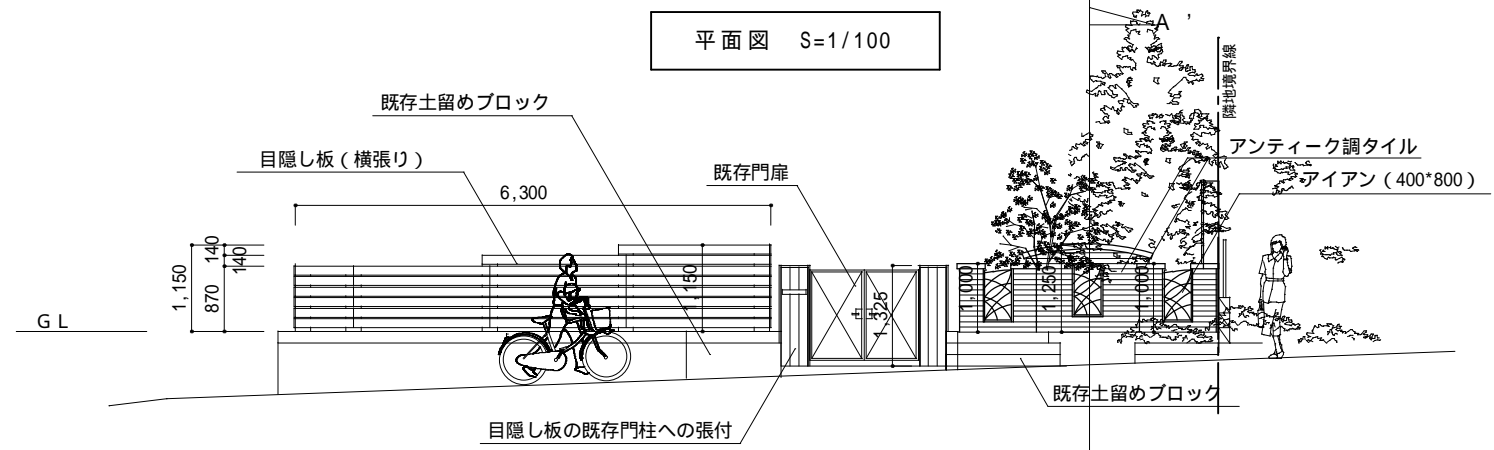 平面図 S=1/100
A '
隣地境界線
既存土留めブロック
目隠し板（横張り）
既存門扉
アンティーク調タイル
アイアン（400*800）
6,300
1,150
140
140
870
,150
1,325
1,000
1,250
1,000
GL
既存土留めブロック
目隠し板の既存門柱への張付